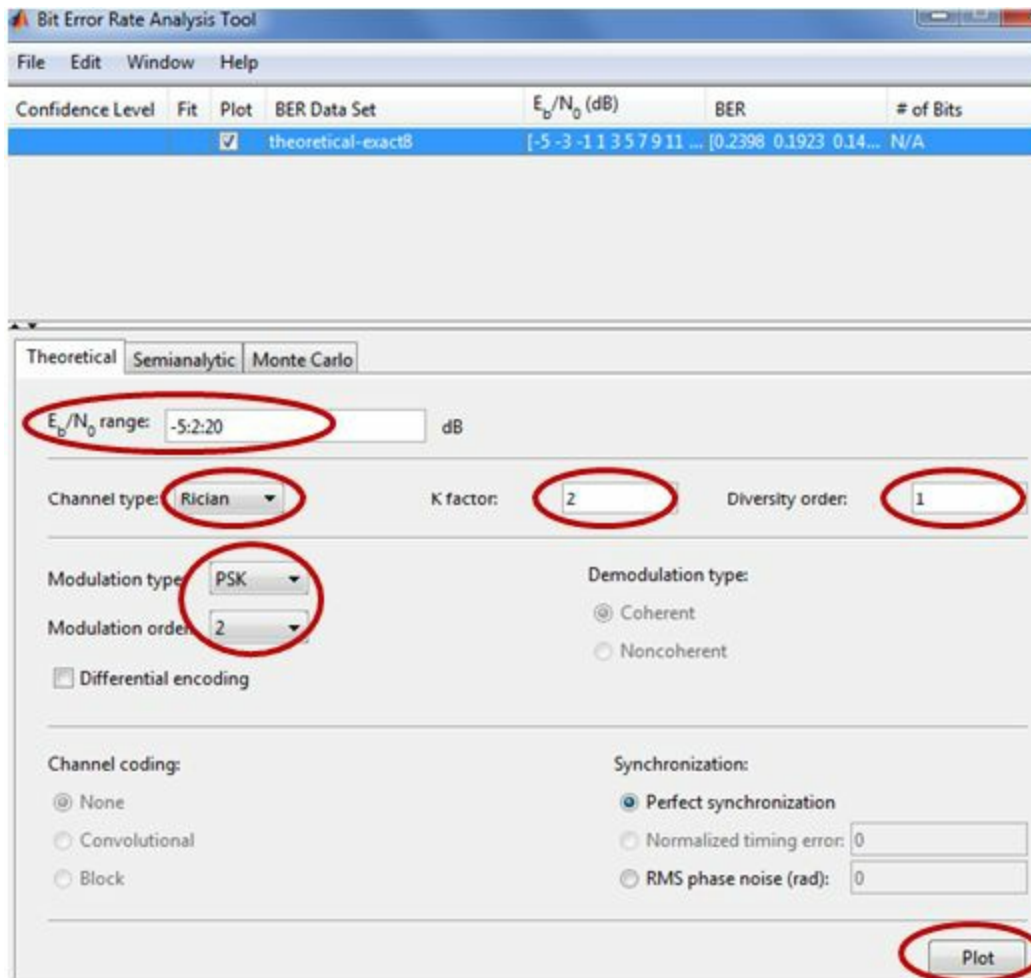 Bit Error Rate Analysis Tool
File Edit Window Help
Confidence Level Fit Plot BER Data Set E_b/N_0 (dB) BER # of Bits
theoretical-exact8 [-5 -3 -1 1 3 5 7 9 11 ... [0.2398 0.1923 0.14... N/A
Theoretical Semianalytic Monte Carlo
E_b/N_0 range: -5:2:20 dB
Channel type: Rician K factor: 2 Diversity order: 1
Modulation type PSK Demodulation type:
Coherent
Modulation order: 2
Noncoherent
Differential encoding
Channel coding: Synchronization:
None Perfect synchronization
Convolutional Normalized timing error: 0
Block RMS phase noise (rad): 0
Plot